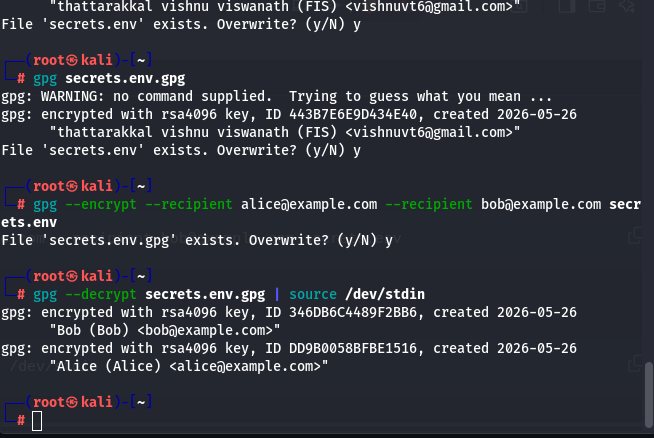 "thattarakkal vishnu viswanath (FIS) <vishnuvt6@gmail.com>"
File 'secrets.env' exists. Overwrite? (y/N) y
┌──(root㉿kali)-[~]
└─# gpg secrets.env.gpg
gpg: WARNING: no command supplied.  Trying to guess what you mean ...
gpg: encrypted with rsa4096 key, ID 443B7E6E9D434E40, created 2026-05-26
"thattarakkal vishnu viswanath (FIS) <vishnuvt6@gmail.com>"
File 'secrets.env' exists. Overwrite? (y/N) y
┌──(root㉿kali)-[~]
└─# gpg --encrypt --recipient alice@example.com --recipient bob@example.com secr
ets.env
File 'secrets.env.gpg' exists. Overwrite? (y/N) y
┌──(root㉿kali)-[~]
└─# gpg --decrypt secrets.env.gpg | source /dev/stdin
gpg: encrypted with rsa4096 key, ID 346DB6C4489F2BB6, created 2026-05-26
"Bob (Bob) <bob@example.com>"
gpg: encrypted with rsa4096 key, ID DD9B0058BFBE1516, created 2026-05-26
"Alice (Alice) <alice@example.com>"
┌──(root㉿kali)-[~]
└─#